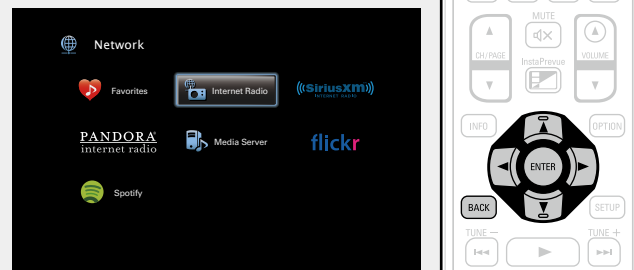 Network
Favorites
Internet Radio
((SiriusXM))
INTERNET RADIO
PANDORA
internet radio
Media Server
flickr
Spotify
MUTE
CH/PAGE
InstaPrevue
VOLUME
INFO
OPTION
ENTER
BACK
SETUP
TUNE −
TUNE +